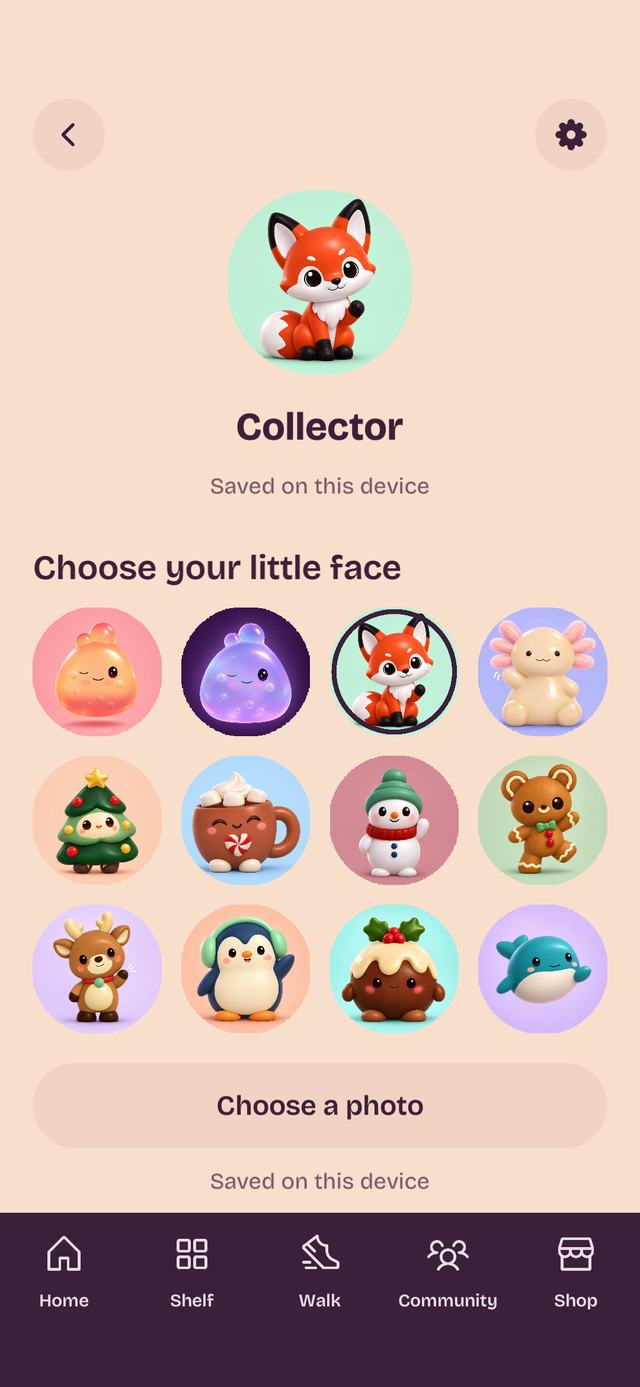 Collector
Saved on this device
Choose your little face
Choose a photo
Saved on this device
Home
Shelf
Walk
Community
Shop